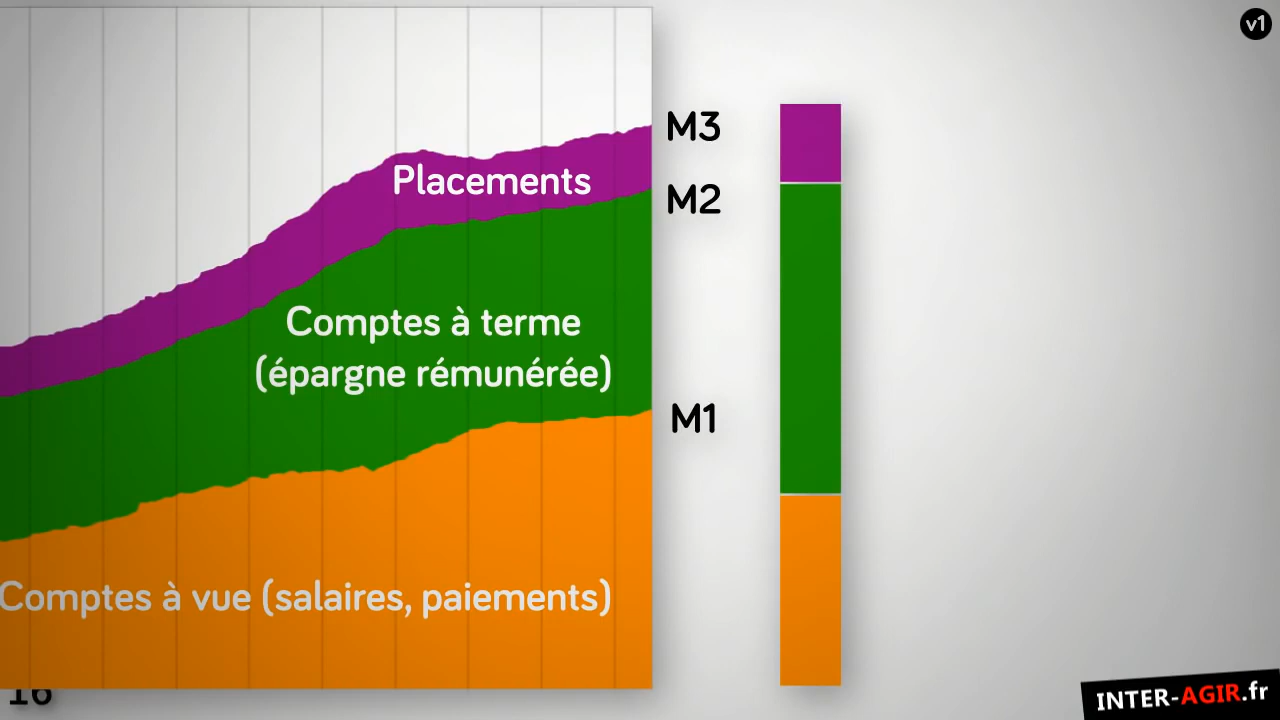 v1
M3
Placements
M2
Comptes à terme
(épargne rémunérée)
M1
Comptes à vue (salaires, paiements)
16
INTER-AGIR.fr